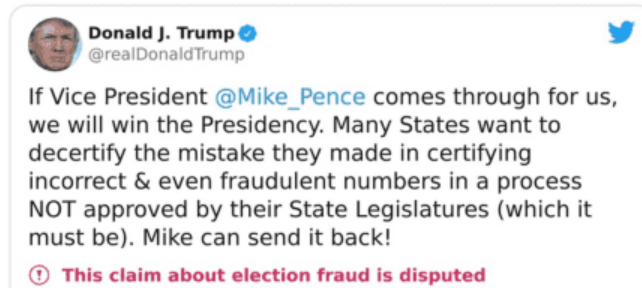 Donald J. Trump
@realDonaldTrump
If Vice President @Mike_Pence comes through for us,
we will win the Presidency. Many States want to
decertify the mistake they made in certifying
incorrect & even fraudulent numbers in a process
NOT approved by their State Legislatures (which it
must be). Mike can send it back!
This claim about election fraud is disputed